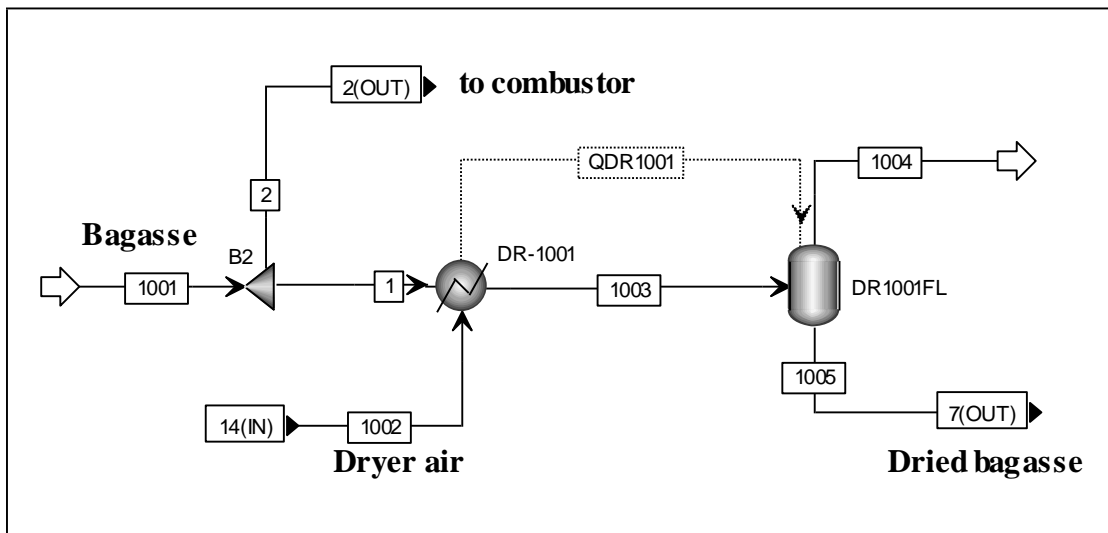 2(OUT)
to combustor
QDR1001
1004
2
Bagasse
B2
DR-1001
1001
1
1003
DR1001FL
1005
14(IN)
1002
7(OUT)
Dryer air
Dried bagasse